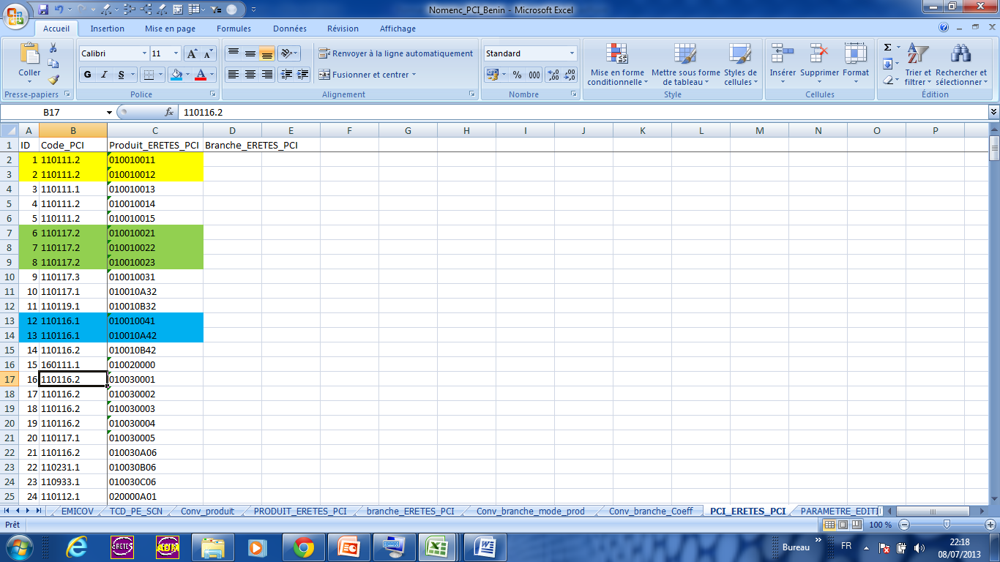 Nomenc_PCI_Benin - Microsoft Excel
Accueil Insertion Mise en page Formules Données Révision Affichage
Coller
Presse-papiers
Calibri 11
G I S
Police
Renvoyer à la ligne automatiquement
Fusionner et centrer
Alignement
Standard
% 000
Nombre
Mise en forme conditionnelle
Mettre sous forme de tableau
Styles de cellules
Style
Insérer Supprimer Format
Cellules
Trier et filtrer
Rechercher et sélectionner
Édition
B17 fx 110116.2
A B C D E F G H I J K L M N O P
1 ID Code_PCI Produit_ERETES_PCI Branche_ERETES_PCI
2 1 110111.2 010010011
3 2 110111.2 010010012
4 3 110111.1 010010013
5 4 110111.2 010010014
6 5 110111.2 010010015
7 6 110117.2 010010021
8 7 110117.2 010010022
9 8 110117.2 010010023
10 9 110117.3 010010031
11 10 110117.1 010010A32
12 11 110119.1 010010B32
13 12 110116.1 010010041
14 13 110116.1 010010A42
15 14 110116.2 010010B42
16 15 160111.1 010020000
17 16 110116.2 010030001
18 17 110116.2 010030002
19 18 110116.2 010030003
20 19 110116.2 010030004
21 20 110117.1 010030005
22 21 110116.2 010030A06
23 22 110231.1 010030B06
24 23 110933.1 010030C06
25 24 110112.1 020000A01
EMICOV TCD_PE_SCN Conv_produit PRODUIT_ERETES_PCI branche_ERETES_PCI Conv_branche_mode_prod Conv_branche_Coeff PCI_ERETES_PCI PARAMETRE_EDITI
Prêt 100 %
ERETES
Bureau » FR 22:18
08/07/2013